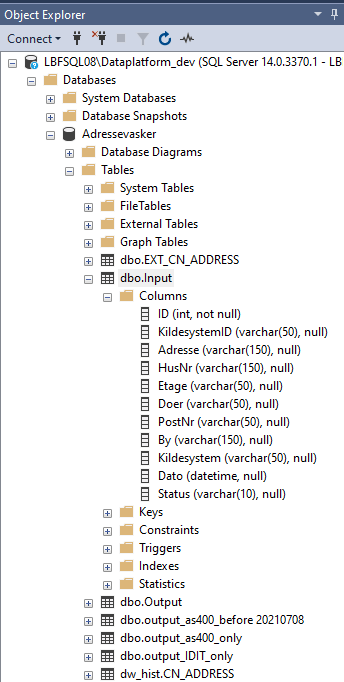 Object Explorer
Connect
LBFSQL08\Dataplatform_dev (SQL Server 14.0.3370.1 - LB
Databases
System Databases
Database Snapshots
Adressevasker
Database Diagrams
Tables
System Tables
FileTables
External Tables
Graph Tables
dbo.EXT_CN_ADDRESS
dbo.Input
Columns
ID (int, not null)
KildesystemID (varchar(50), null)
Adresse (varchar(150), null)
HusNr (varchar(150), null)
Etage (varchar(50), null)
Doer (varchar(50), null)
PostNr (varchar(50), null)
By (varchar(150), null)
Kildesystem (varchar(50), null)
Dato (datetime, null)
Status (varchar(10), null)
Keys
Constraints
Triggers
Indexes
Statistics
dbo.Output
dbo.output_as400_before 20210708
dbo.output_as400_only
dbo.output_IDIT_only
dw_hist.CN_ADDRESS